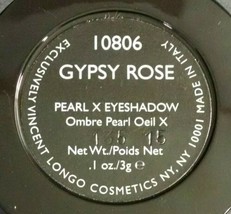 10806
GYPSY ROSE
PEARL X EYESHADOW
Ombre Pearl Oeil X
Net Wt./Poids Net
.1 oz./3g e
EXCLUSIVELY VINCENT LONGO COSMETICS NY, NY 10001 MADE IN ITALY